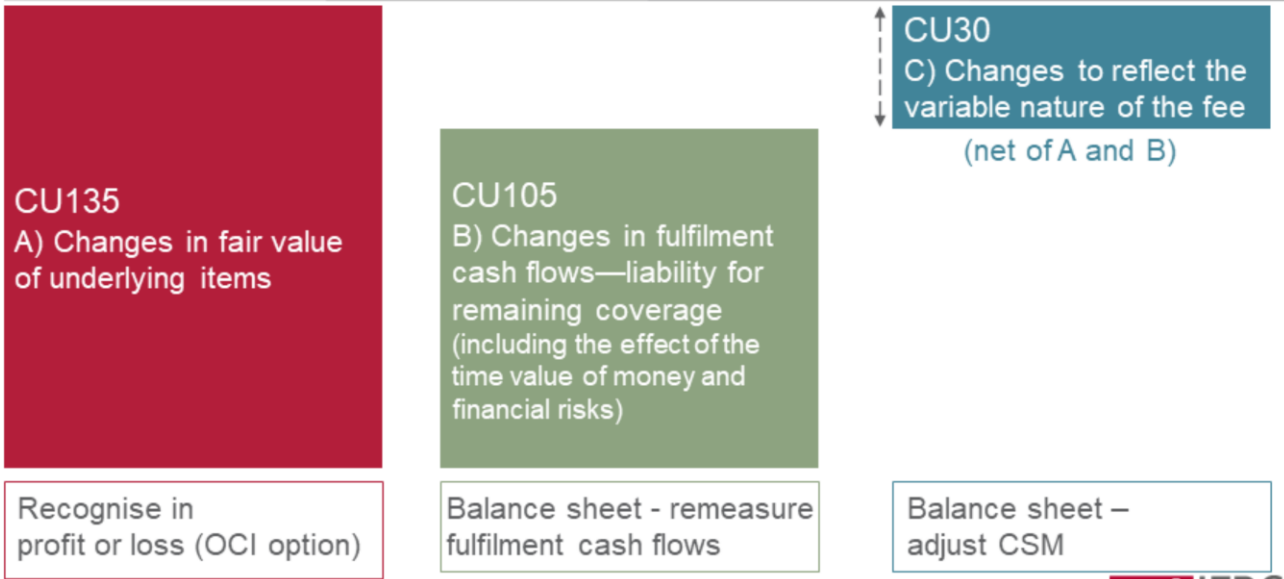 CU135
A) Changes in fair value
of underlying items
CU105
B) Changes in fulfilment
cash flows—liability for
remaining coverage
(including the effect of the
time value of money and
financial risks)
CU30
C) Changes to reflect the
variable nature of the fee
(net of A and B)
Recognise in
profit or loss (OCI option)
Balance sheet - remeasure
fulfilment cash flows
Balance sheet –
adjust CSM